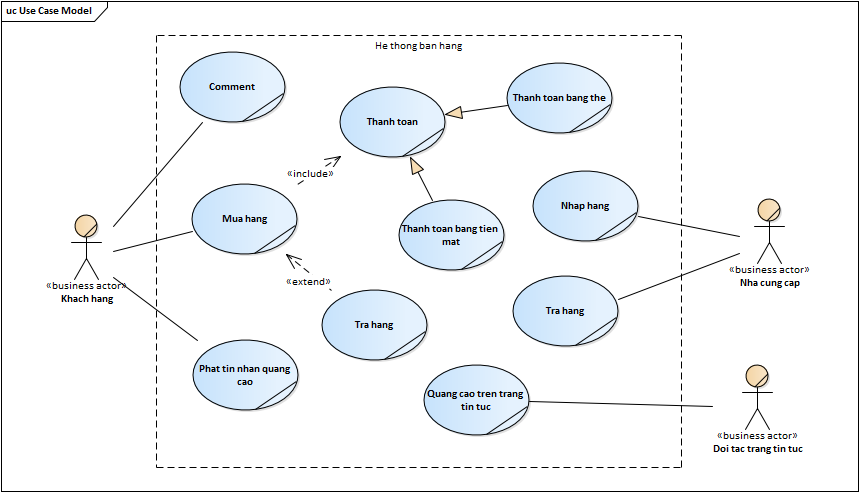 uc Use Case Model
He thong ban hang
Comment
Thanh toan
Thanh toan bang the
«include»
Mua hang
Thanh toan bang tien
mat
Nhap hang
«business actor»
Khach hang
«business actor»
Nha cung cap
«extend»
Tra hang
Tra hang
Phat tin nhan quang
cao
Quang cao tren trang
tin tuc
«business actor»
Doi tac trang tin tuc